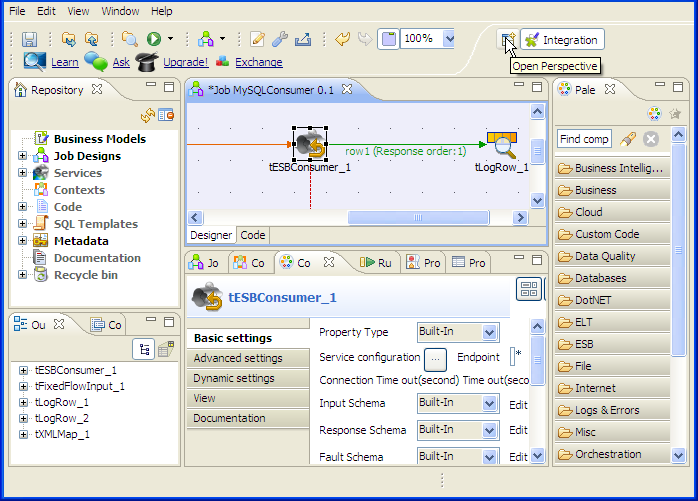 File Edit View Window Help
100% Integration
Learn Ask Upgrade! Exchange
Open Perspective
Repository
Business Models
Job Designs
Services
Contexts
Code
SQL Templates
Metadata
Documentation
Recycle bin
*Job MySQLConsumer 0.1
row1 (Response order:1)
tESBConsumer_1 tLogRow_1
Designer Code
Pale
Find comp
Business Intellig...
Business
Cloud
Custom Code
Data Quality
Databases
DotNET
ELT
ESB
File
Internet
Logs & Errors
Misc
Orchestration
Ou Co
tESBConsumer_1
tFixedFlowInput_1
tLogRow_1
tLogRow_2
tXMLMap_1
Jo Co Co Ru Pro Pro
tESBConsumer_1
Basic settings
Advanced settings
Dynamic settings
View
Documentation
Property Type Built-In
Service configuration ... Endpoint *
Connection Time out(second) Time out(seco
Input Schema Built-In Edit
Response Schema Built-In Edit
Fault Schema Built-In Edit